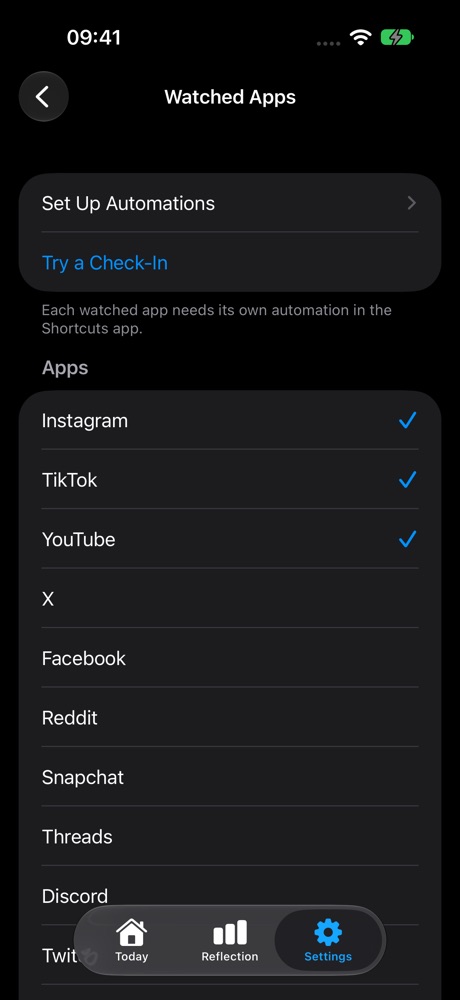 09:41
Watched Apps
Set Up Automations
Try a Check-In
Each watched app needs its own automation in the
Shortcuts app.
Apps
Instagram
TikTok
YouTube
X
Facebook
Reddit
Snapchat
Threads
Discord
Today
Reflection
Settings